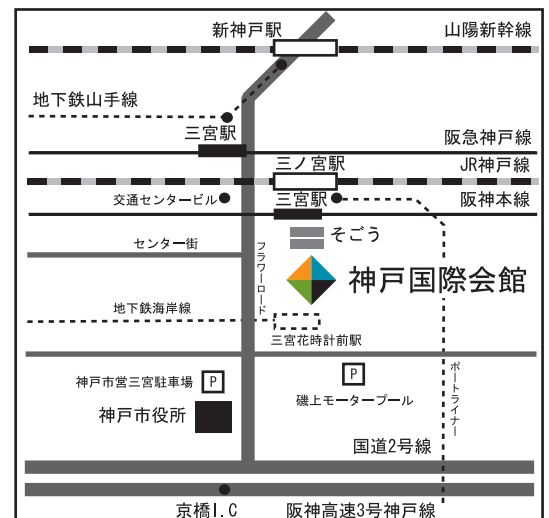 新神戸駅
山陽新幹線
地下鉄山手線
三宮駅
阪急神戸線
三ノ宮駅
JR神戸線
交通センタービル
三宮駅
阪神本線
そごう
センター街
フラワーロード
神戸国際会館
地下鉄海岸線
三宮花時計前駅
神戸市営三宮駐車場
P
P
ポートライナー
磯上モータープール
神戸市役所
国道2号線
京橋I.C
阪神高速3号神戸線